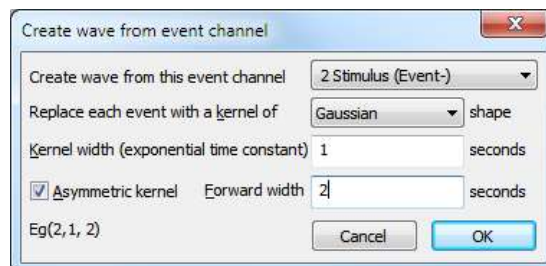 Create wave from event channel
Create wave from this event channel 2 Stimulus (Event-)
Replace each event with a kernel of Gaussian shape
Kernel width (exponential time constant) 1 seconds
Asymmetric kernel Forward width 2 seconds
Eg(2,1, 2) Cancel OK